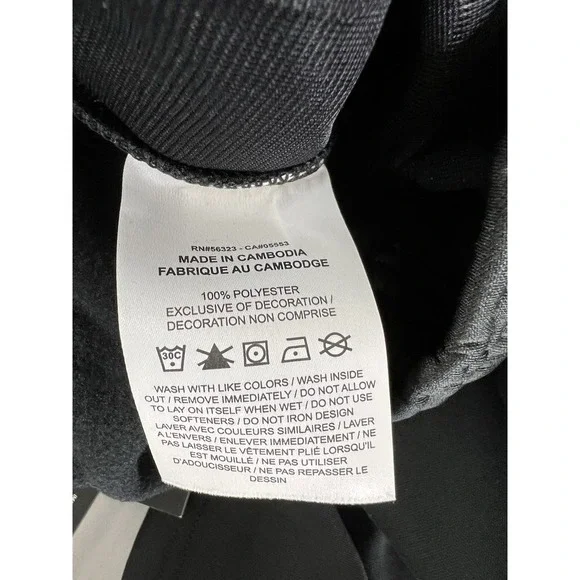 RN#56323 - CA#05553
MADE IN CAMBODIA
FABRIQUE AU CAMBODGE
100% POLYESTER
EXCLUSIVE OF DECORATION /
DECORATION NON COMPRISE
30C
WASH WITH LIKE COLORS / WASH INSIDE
OUT / REMOVE IMMEDIATELY / DO NOT ALLOW
TO LAY ON ITSELF WHEN WET / DO NOT USE
SOFTENERS / DO NOT IRON DESIGN
LAVER AVEC COULEURS SIMILAIRES / LAVER
A L'ENVERS / ENLEVER IMMÉDIATEMENT / NE
PAS LAISSER LE VÊTEMENT PLIÉ LORSQU'IL
EST MOUILLÉ / NE PAS UTILISER
D'ADOUCISSEUR / NE PAS REPASSER LE
DESSIN